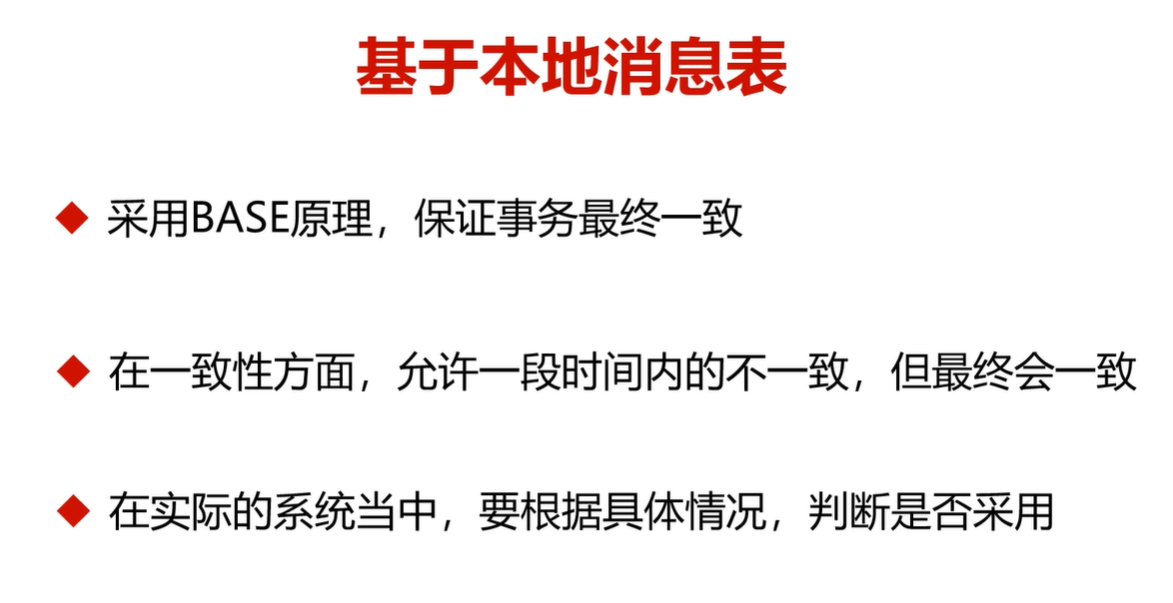 基于本地消息表
采用BASE原理，保证事务最终一致
在一致性方面，允许一段时间内的不一致，但最终会一致
在实际的系统当中，要根据具体情况，判断是否采用